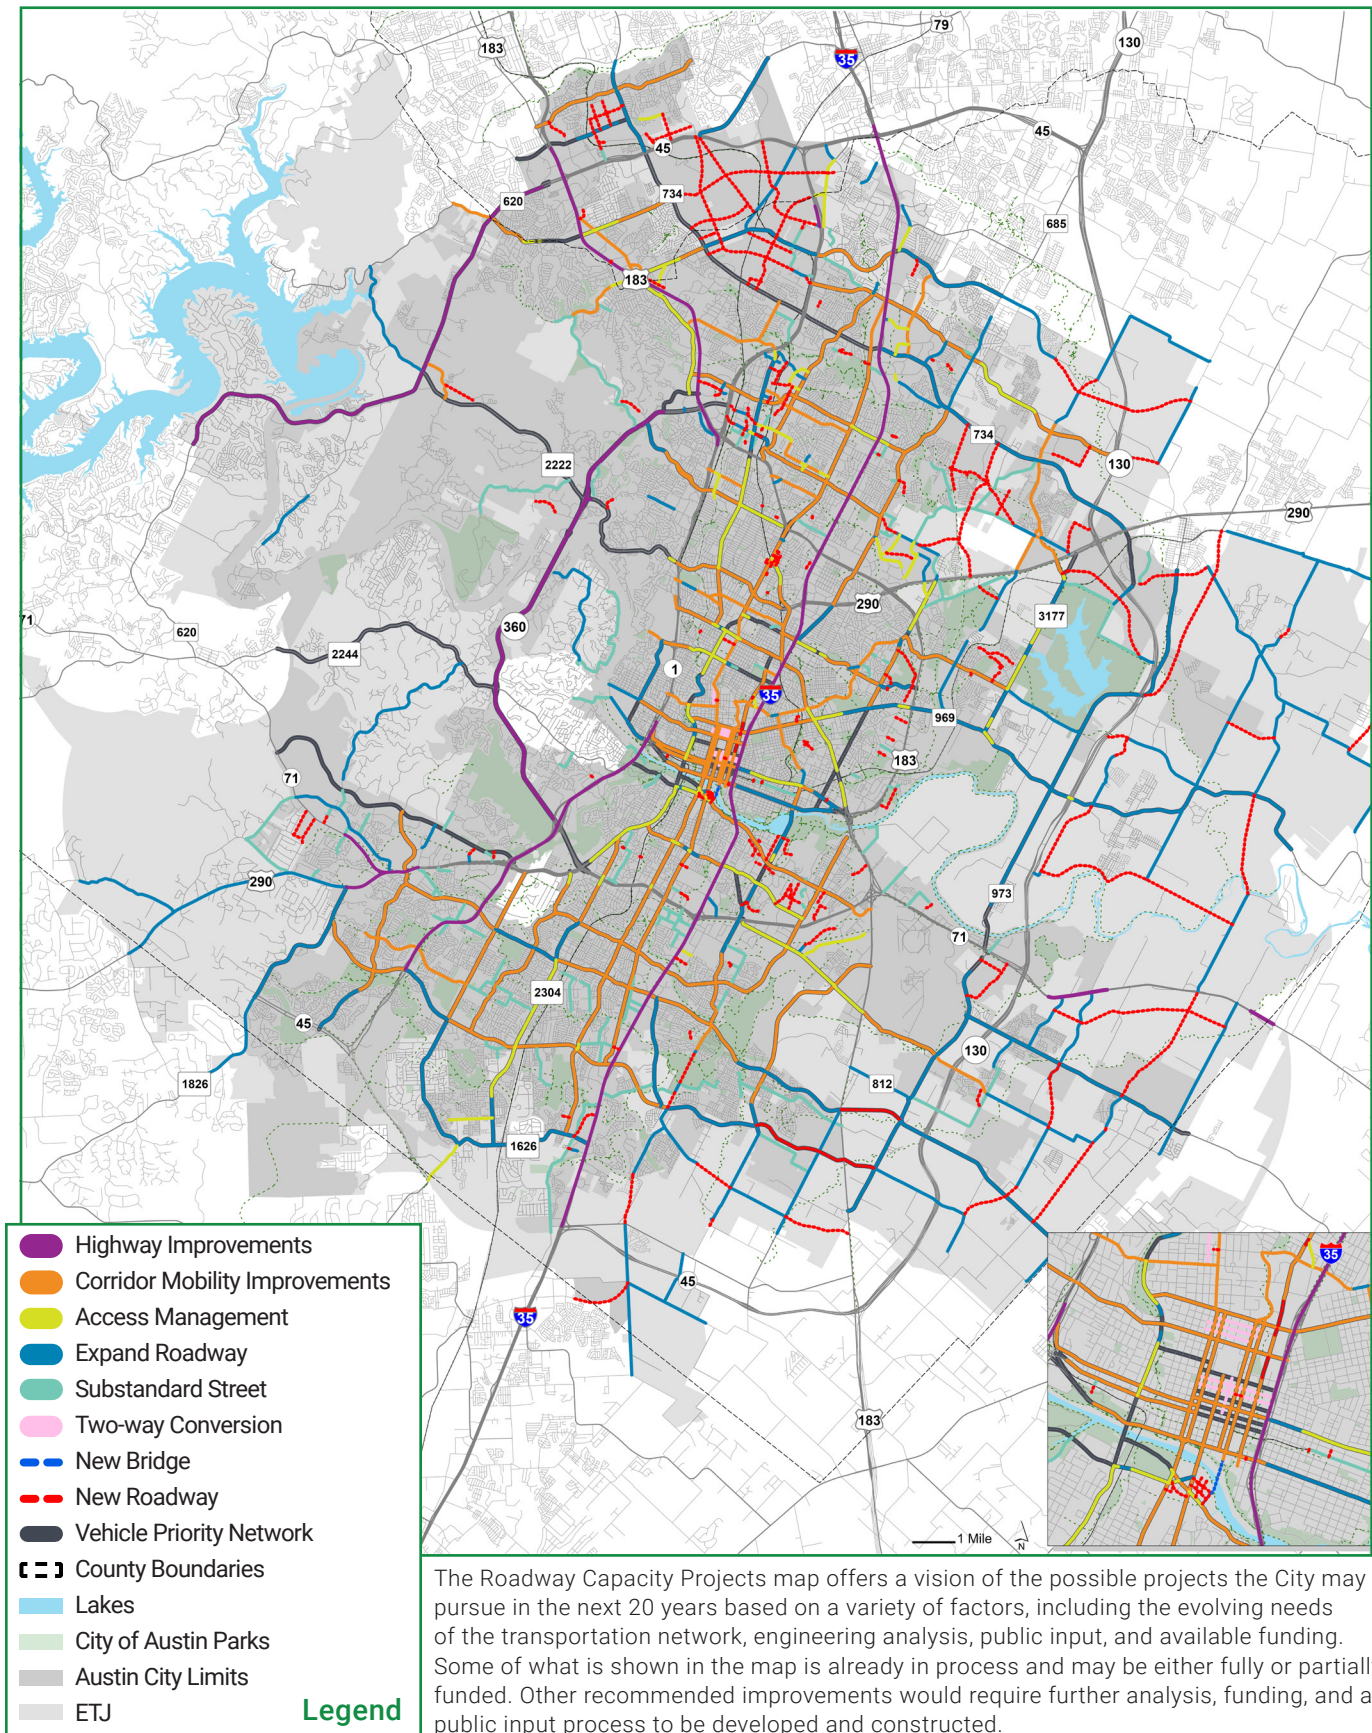 183
79
130
35
45
45
620
734
685
183
734
2222
130
290
71
620
290
3177
360
2244
1
35
969
183
71
290
973
71
2304
45
130
1826
812
1626
45
35
183
35
1 Mile
N
Highway Improvements
Corridor Mobility Improvements
Access Management
Expand Roadway
Substandard Street
Two-way Conversion
New Bridge
New Roadway
Vehicle Priority Network
County Boundaries
Lakes
City of Austin Parks
Austin City Limits
ETJ
Legend
The Roadway Capacity Projects map offers a vision of the possible projects the City may
pursue in the next 20 years based on a variety of factors, including the evolving needs
of the transportation network, engineering analysis, public input, and available funding.
Some of what is shown in the map is already in process and may be either fully or partiall
funded. Other recommended improvements would require further analysis, funding, and a
public input process to be developed and constructed.